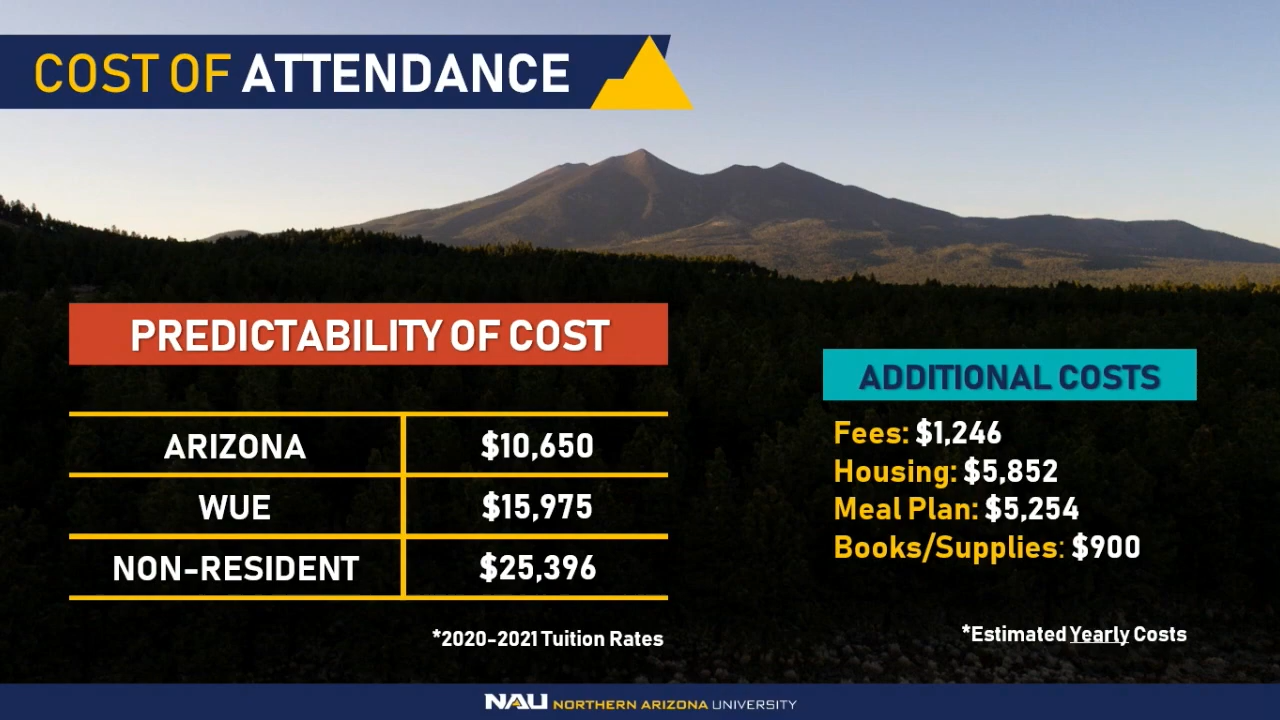 COST OF ATTENDANCE
PREDICTABILITY OF COST
ARIZONA $10,650
WUE $15,975
NON-RESIDENT $25,396
*2020-2021 Tuition Rates
ADDITIONAL COSTS
Fees: $1,246
Housing: $5,852
Meal Plan: $5,254
Books/Supplies: $900
*Estimated Yearly Costs
NAU NORTHERN ARIZONA UNIVERSITY